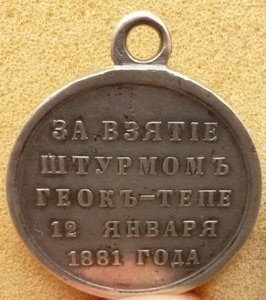 ЗА ВЗЯТІЕ
ШТУРМОМЪ
ГЕОКЪ-ТЕПЕ
12 ЯНВАРЯ
1881 ГОДА